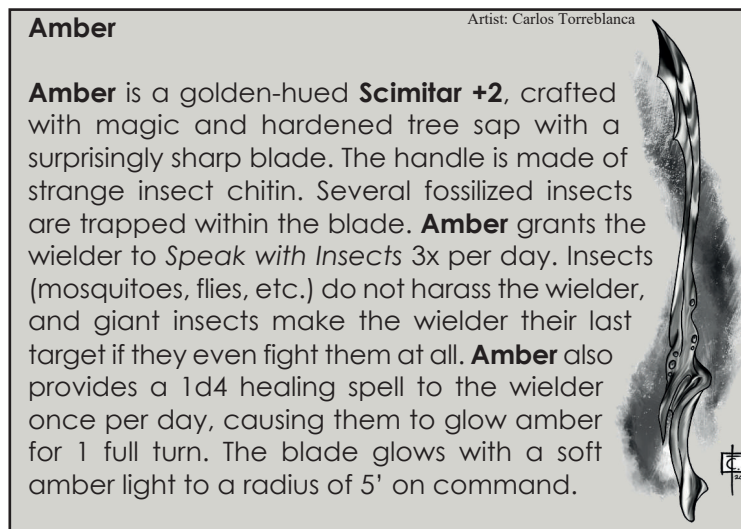 Artist: Carlos Torreblanca
Amber
Amber is a golden-hued Scimitar +2, crafted
with magic and hardened tree sap with a
surprisingly sharp blade. The handle is made of
strange insect chitin. Several fossilized insects
are trapped within the blade. Amber grants the
wielder to Speak with Insects 3x per day. Insects
(mosquitoes, flies, etc.) do not harass the wielder,
and giant insects make the wielder their last
target if they even fight them at all. Amber also
provides a 1d4 healing spell to the wielder
once per day, causing them to glow amber
for 1 full turn. The blade glows with a soft
amber light to a radius of 5’ on command.